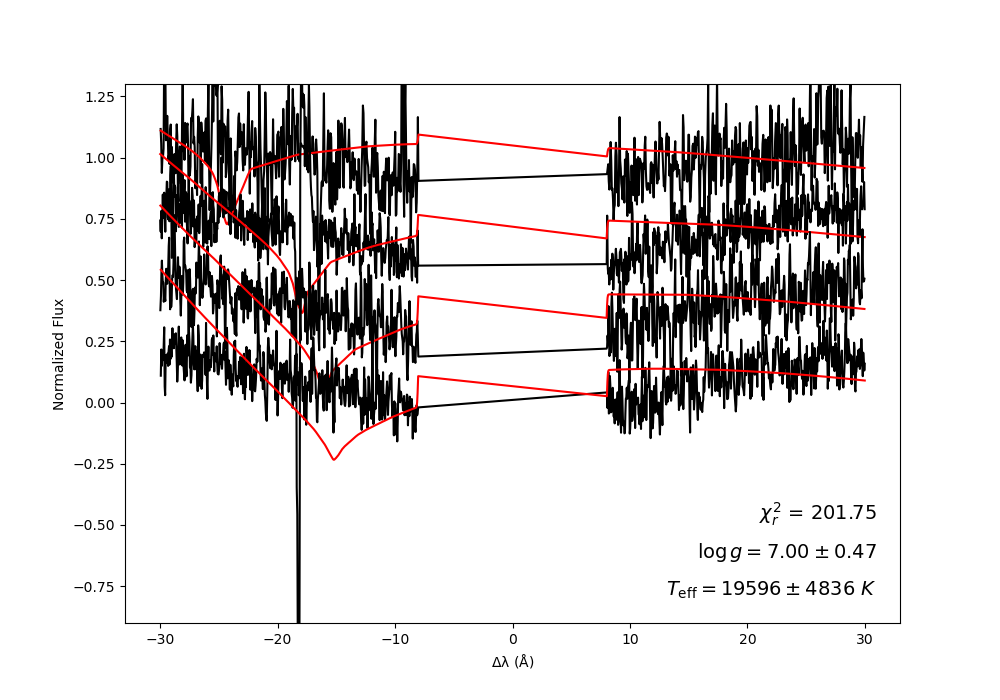 1.25
1.00
0.75
0.50
0.25
0.00
−0.25
−0.50
−0.75
Normalized Flux
χ²ᵣ = 201.75
log g = 7.00 ± 0.47
T_eff = 19596 ± 4836 K
−30 −20 −10 0 10 20 30
Δλ (Å)